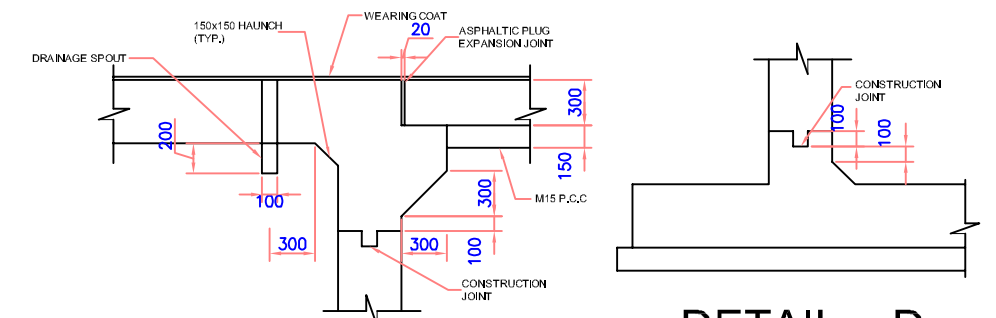 WEARING COAT
150x150 HAUNCH
(TYP.)
20
ASPHALTIC PLUG
EXPANSION JOINT
DRAINAGE SPOUT
300
200
150
100
300
M15 P.C.C
300
300
100
CONSTRUCTION
JOINT
CONSTRUCTION
JOINT
100
100